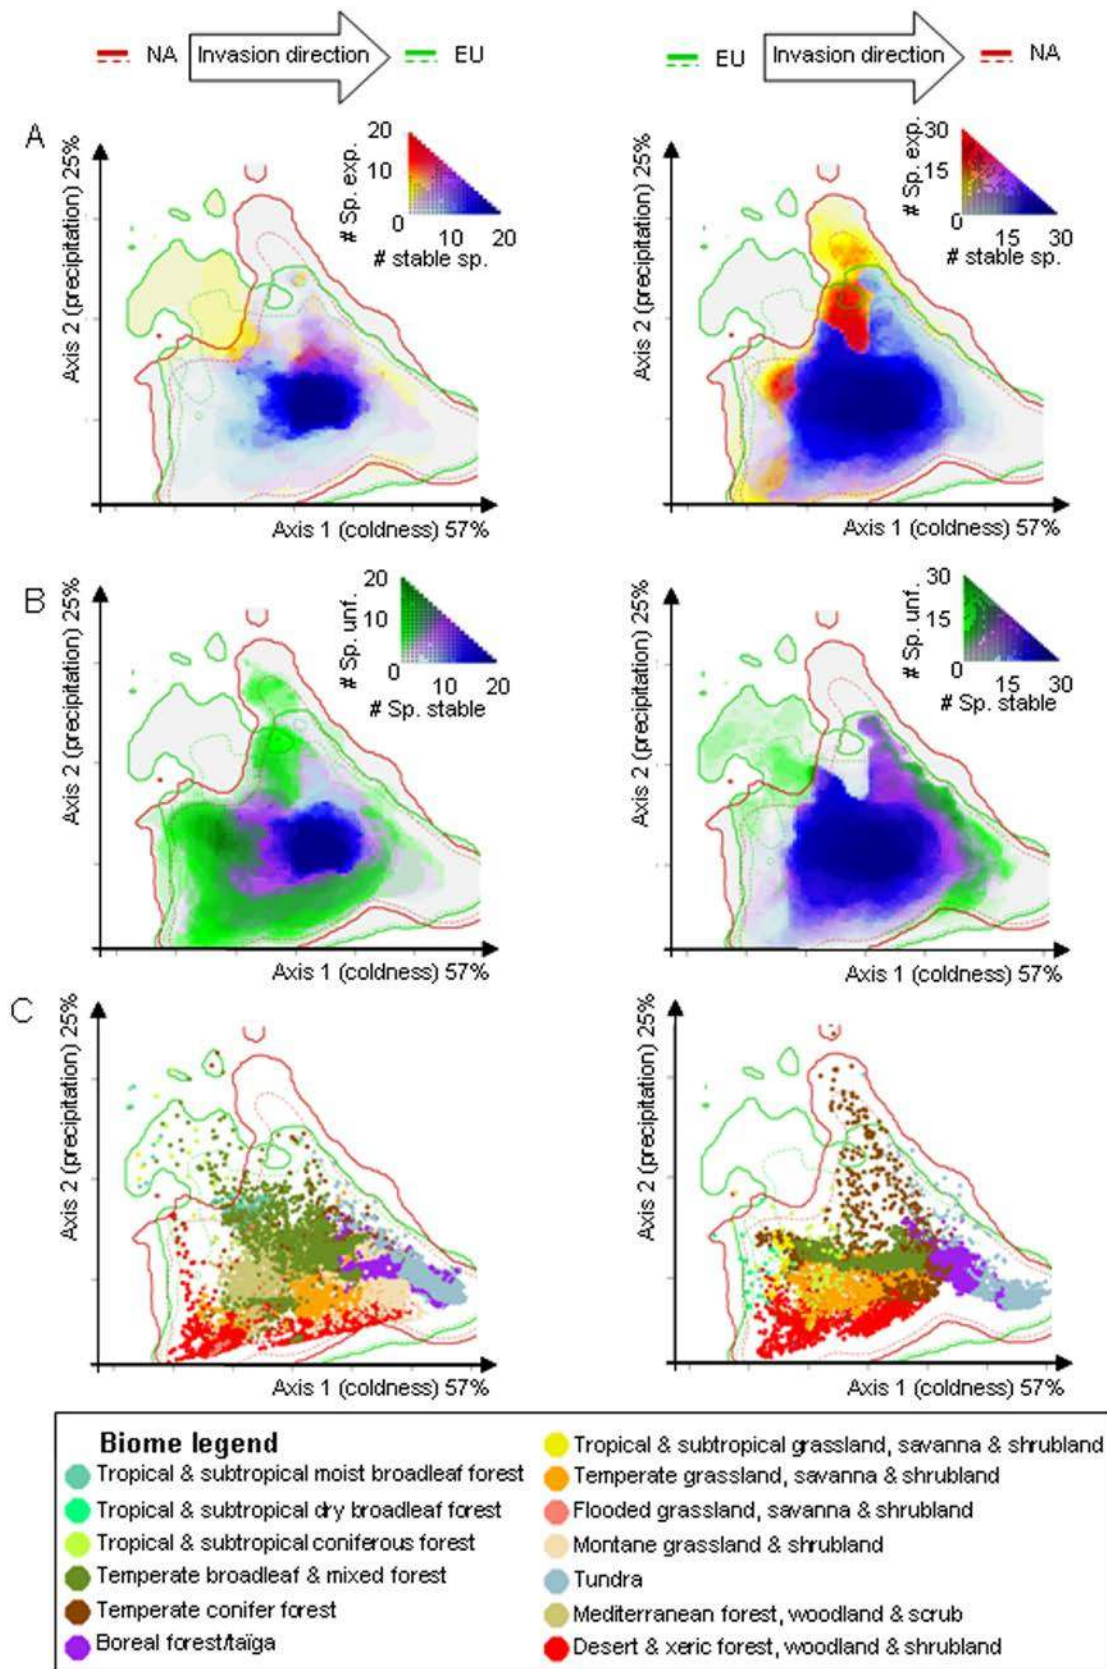 NA Invasion direction EU
EU Invasion direction NA
A
Axis 2 (precipitation) 25%
# Sp. exp.
20
10
0
10 20
# stable sp.
Axis 1 (coldness) 57%
Axis 2 (precipitation) 25%
# Sp. exp.
30
15
0
15 30
# stable sp.
Axis 1 (coldness) 57%
B
Axis 2 (precipitation) 25%
# Sp. unf.
20
10
0
10 20
# Sp. stable
Axis 1 (coldness) 57%
Axis 2 (precipitation) 25%
# Sp. unf.
30
15
0
15 30
# Sp. stable
Axis 1 (coldness) 57%
C
Axis 2 (precipitation) 25%
Axis 1 (coldness) 57%
Axis 2 (precipitation) 25%
Axis 1 (coldness) 57%
Biome legend
Tropical & subtropical moist broadleaf forest
Tropical & subtropical dry broadleaf forest
Tropical & subtropical coniferous forest
Temperate broadleaf & mixed forest
Temperate conifer forest
Boreal forest/taïga
Tropical & subtropical grassland, savanna & shrubland
Temperate grassland, savanna & shrubland
Flooded grassland, savanna & shrubland
Montane grassland & shrubland
Tundra
Mediterranean forest, woodland & scrub
Desert & xeric forest, woodland & shrubland